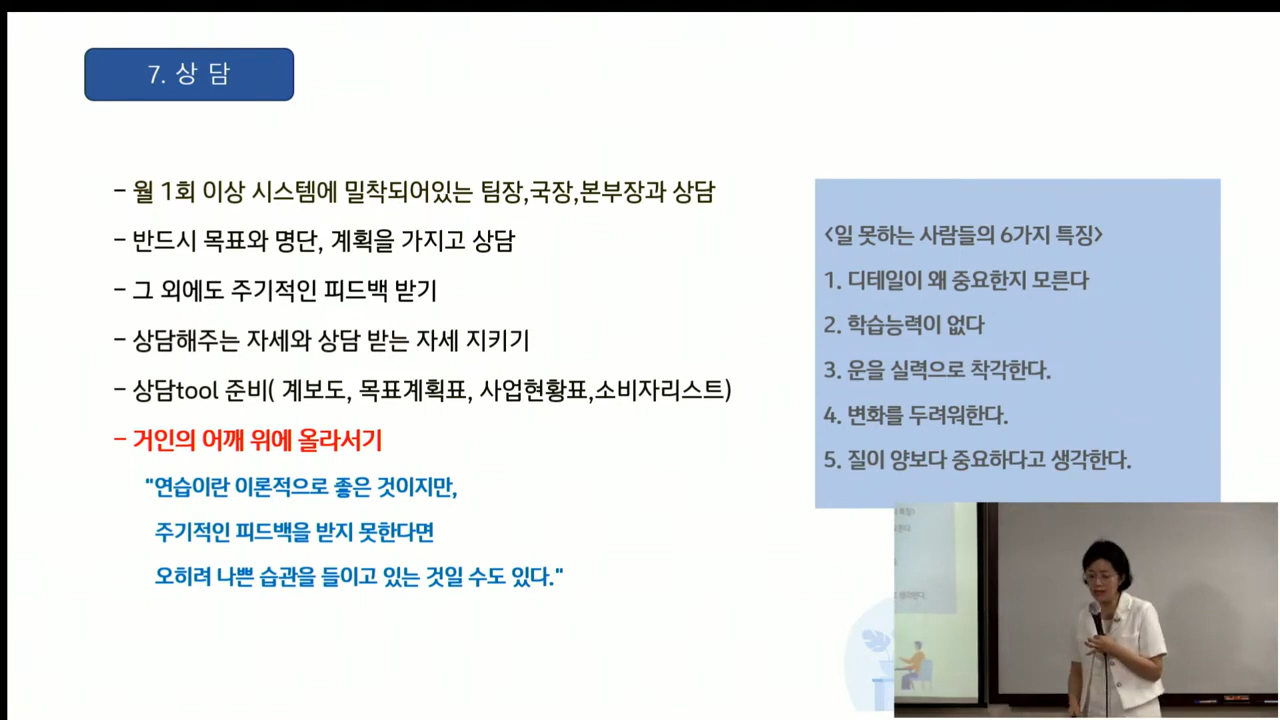 7. 상 담
- 월 1회 이상 시스템에 밀착되어있는 팀장,국장,본부장과 상담
- 반드시 목표와 명단, 계획을 가지고 상담
- 그 외에도 주기적인 피드백 받기
- 상담해주는 자세와 상담 받는 자세 지키기
- 상담tool 준비( 계보도, 목표계획표, 사업현황표,소비자리스트)
- 거인의 어깨 위에 올라서기
"연습이란 이론적으로 좋은 것이지만,
주기적인 피드백을 받지 못한다면
오히려 나쁜 습관을 들이고 있는 것일 수도 있다."
<일 못하는 사람들의 6가지 특징>
1. 디테일이 왜 중요한지 모른다
2. 학습능력이 없다
3. 운을 실력으로 착각한다.
4. 변화를 두려워한다.
5. 질이 양보다 중요하다고 생각한다.